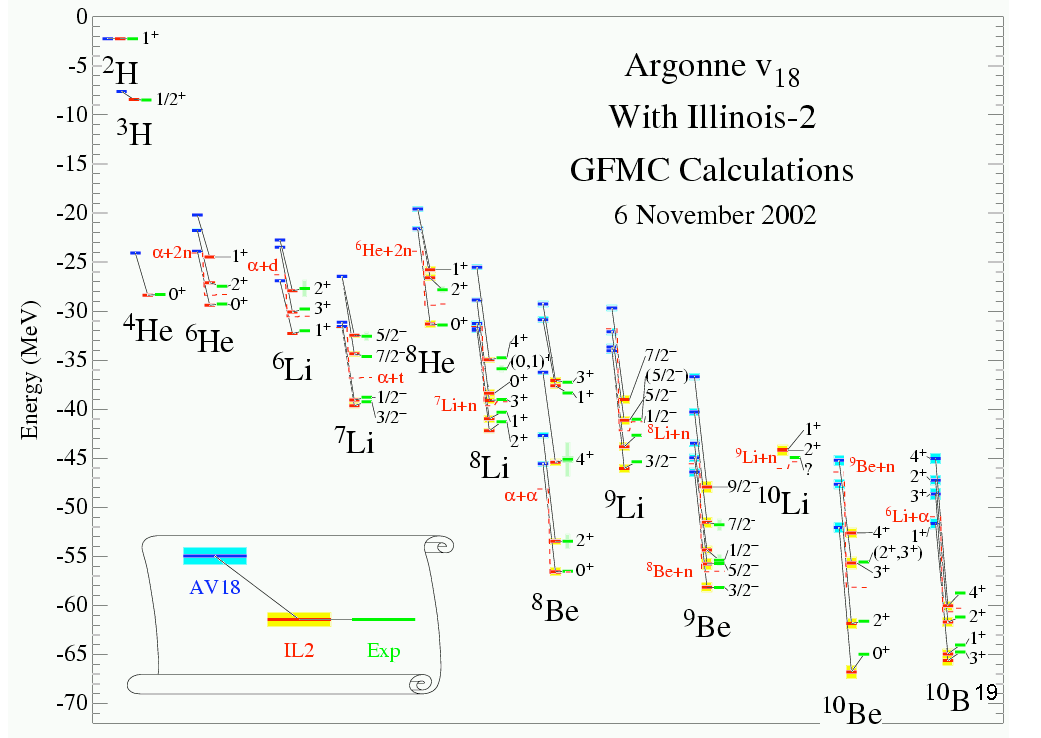 Argonne v18
With Illinois-2
GFMC Calculations
6 November 2002
Energy (MeV)
0
-5
-10
-15
-20
-25
-30
-35
-40
-45
-50
-55
-60
-65
-70
1+
2H
1/2+
3H
0+
4He
α+2n
1+
2+
0+
6He
α+d
2+
3+
1+
6Li
5/2−
7/2−
α+t
1/2−
3/2−
7Li
6He+2n
1+
2+
0+
8He
4+
(0,1)+
0+
3+
7Li+n
1+
2+
8Li
3+
1+
4+
α+α
2+
0+
8Be
7/2−
(5/2−)
5/2−
1/2−
8Li+n
3/2−
9Li
9/2−
7/2-
1/2−
5/2−
8Be+n
3/2−
9Be
1+
2+
9Li+n
?
10Li
9Be+n
4+
(2+,3+)
3+
2+
0+
10Be
4+
2+
3+
6Li+α
1+
4+
2+
1+
3+
10B
19
AV18
IL2
Exp